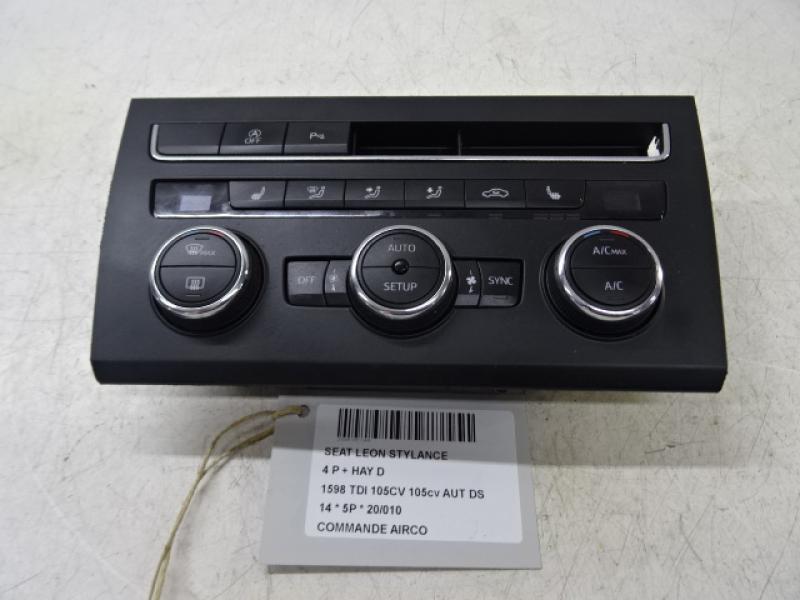 A OFF
P
MAX
AUTO
SETUP
OFF
SYNC
A/C MAX
A/C
SEAT LEON STYLANCE
4 P + HAY D
1598 TDI 105CV 105cv AUT DS
14 * 5P * 20/010
COMMANDE AIRCO